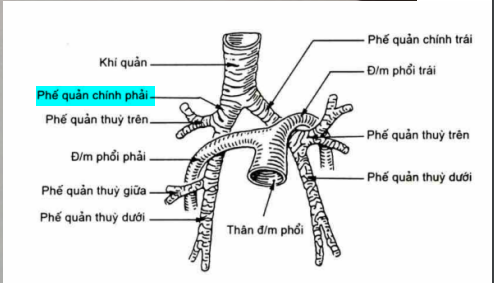 Phế quản chính trái
Khí quản
Đ/m phổi trái
Phế quản chính phải
Phế quản thuỳ trên
Phế quản thuỳ trên
Đ/m phổi phải
Phế quản thuỳ dưới
Phế quản thuỳ giữa
Phế quản thuỳ dưới
Thân đ/m phổi